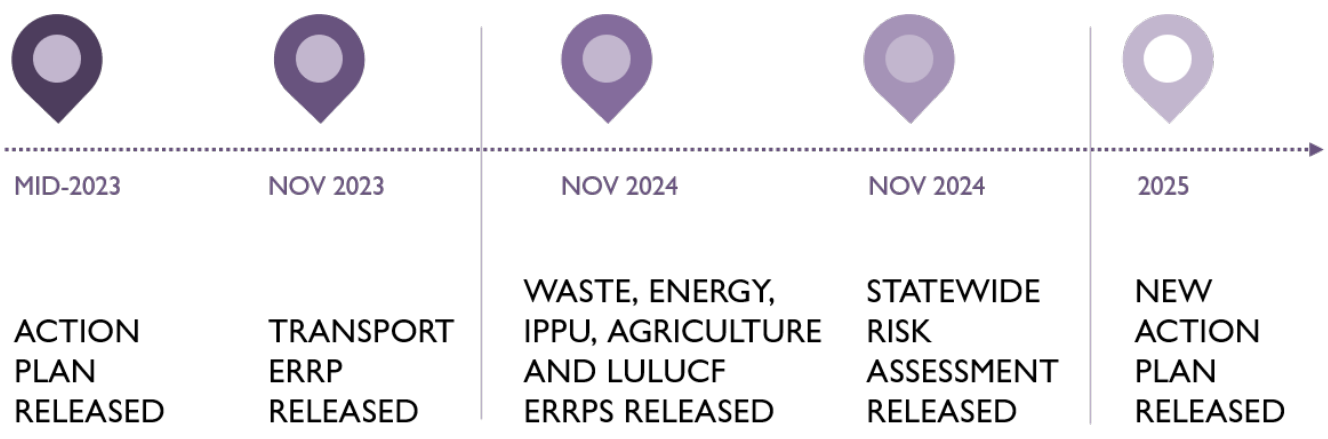 MID-2023
ACTION
PLAN
RELEASED
NOV 2023
TRANSPORT
ERRP
RELEASED
NOV 2024
WASTE, ENERGY,
IPPU, AGRICULTURE
AND LULUCF
ERRPS RELEASED
NOV 2024
STATEWIDE
RISK
ASSESSMENT
RELEASED
2025
NEW
ACTION
PLAN
RELEASED